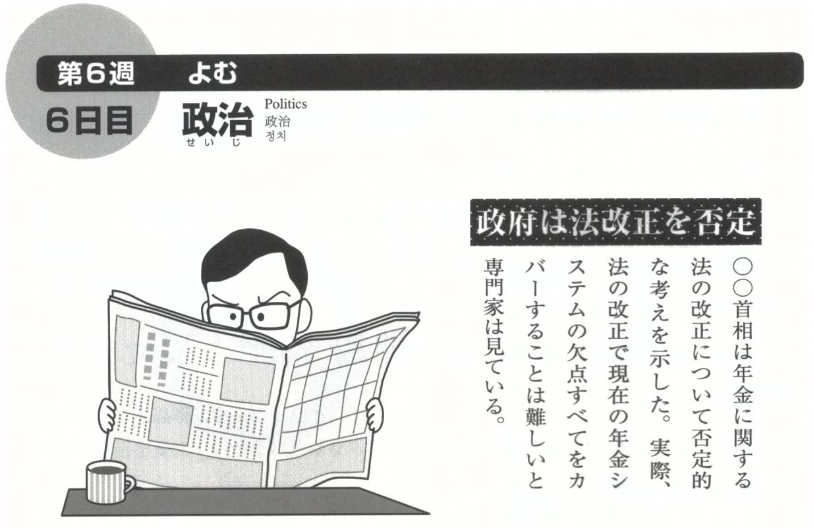 第6週 よむ
6日目 政治 Politics
せいじ 政治
정치
政府は法改正を否定
〇〇首相は年金に関する
法の改正について否定的
な考えを示した。実際、
法の改正で現在の年金シ
ステムの欠点すべてをカ
バーすることは難しいと
専門家は見ている。